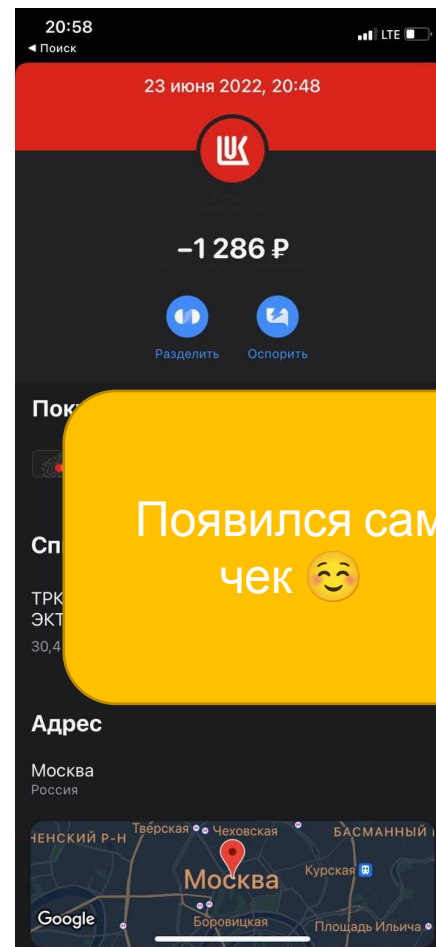 20:58
LTE
◀ Поиск
23 июня 2022, 20:48
−1 286 ₽
Разделить Оспорить
Пок
Появился сам
чек ☺️
Сп
ТРК
ЭКТ
30,4
Адрес
Москва
Россия
НЕНСКИЙ Р-Н
Тверская
Чеховская
БАСМАННЫЙ
Москва
Курская
Google
Боровицкая
Площадь Ильича